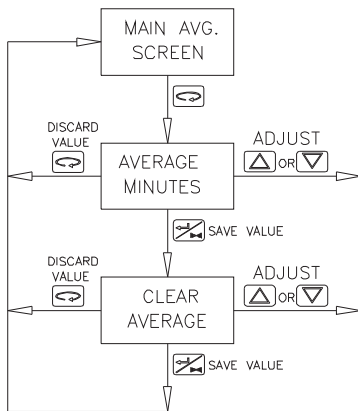 MAIN AVG.
SCREEN
DISCARD
VALUE
AVERAGE
MINUTES
ADJUST
OR
SAVE VALUE
DISCARD
VALUE
CLEAR
AVERAGE
ADJUST
OR
SAVE VALUE